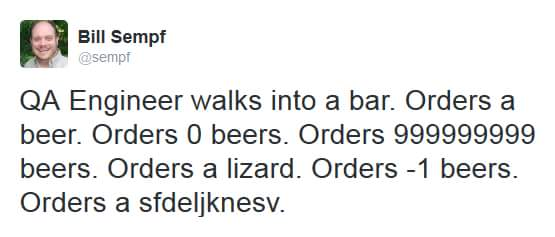 Bill Sempf
@sempf
QA Engineer walks into a bar. Orders a
beer. Orders 0 beers. Orders 999999999
beers. Orders a lizard. Orders -1 beers.
Orders a sfdeljknesv.